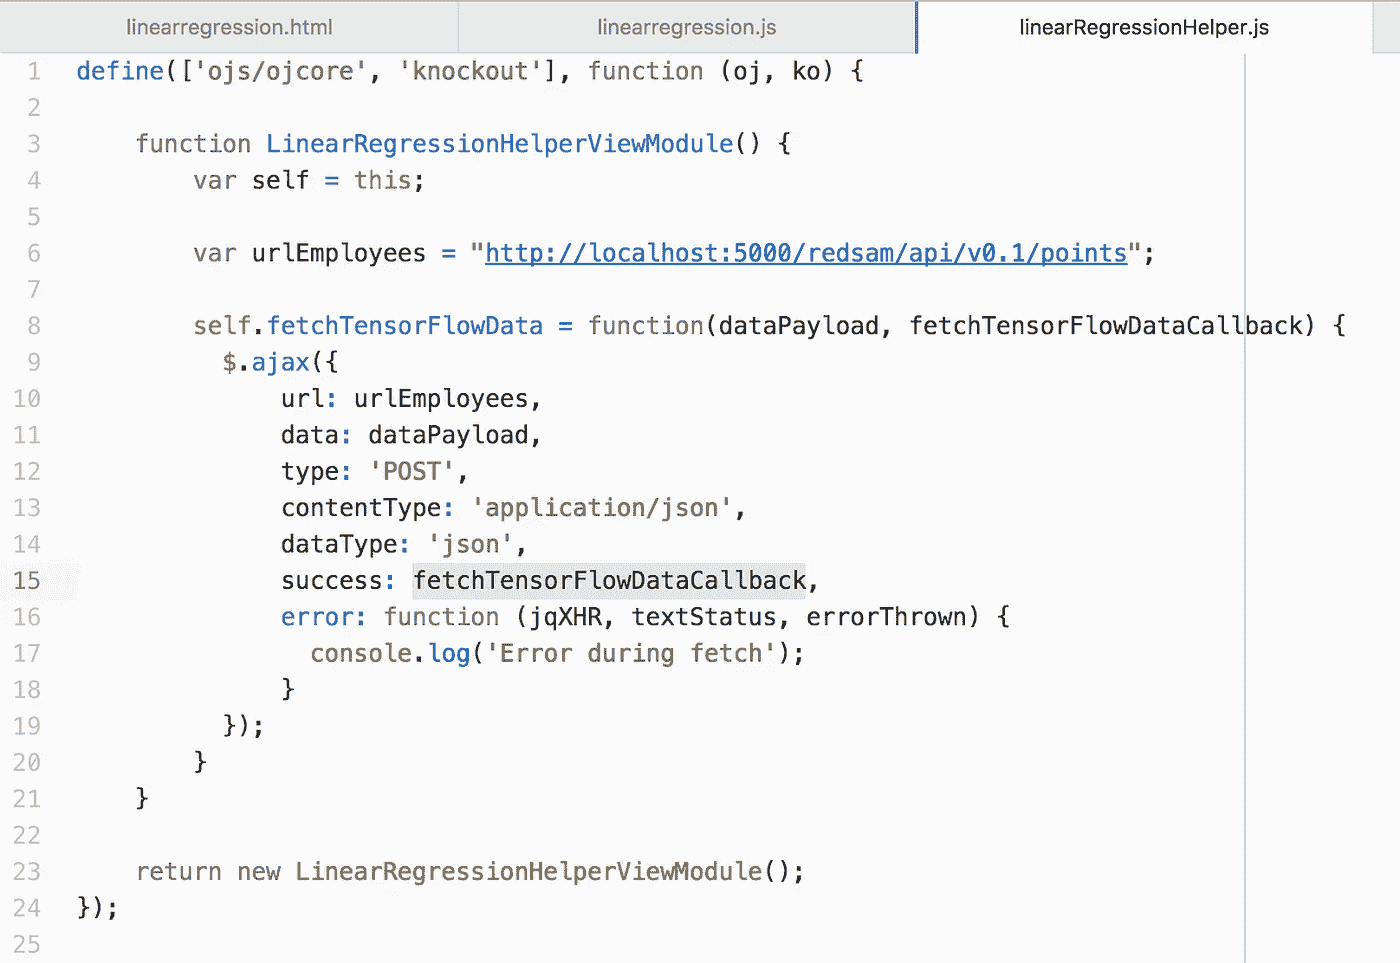 linearregression.html linearregression.js linearRegressionHelper.js
1 define(['ojs/ojcore', 'knockout'], function (oj, ko) {
2
3 function LinearRegressionHelperViewModule() {
4 var self = this;
5
6 var urlEmployees = "http://localhost:5000/redsam/api/v0.1/points";
7
8 self.fetchTensorFlowData = function(dataPayload, fetchTensorFlowDataCallback) {
9 $.ajax({
10 url: urlEmployees,
11 data: dataPayload,
12 type: 'POST',
13 contentType: 'application/json',
14 dataType: 'json',
15 success: fetchTensorFlowDataCallback,
16 error: function (jqXHR, textStatus, errorThrown) {
17 console.log('Error during fetch');
18 }
19 });
20 }
21 }
22
23 return new LinearRegressionHelperViewModule();
24 });
25